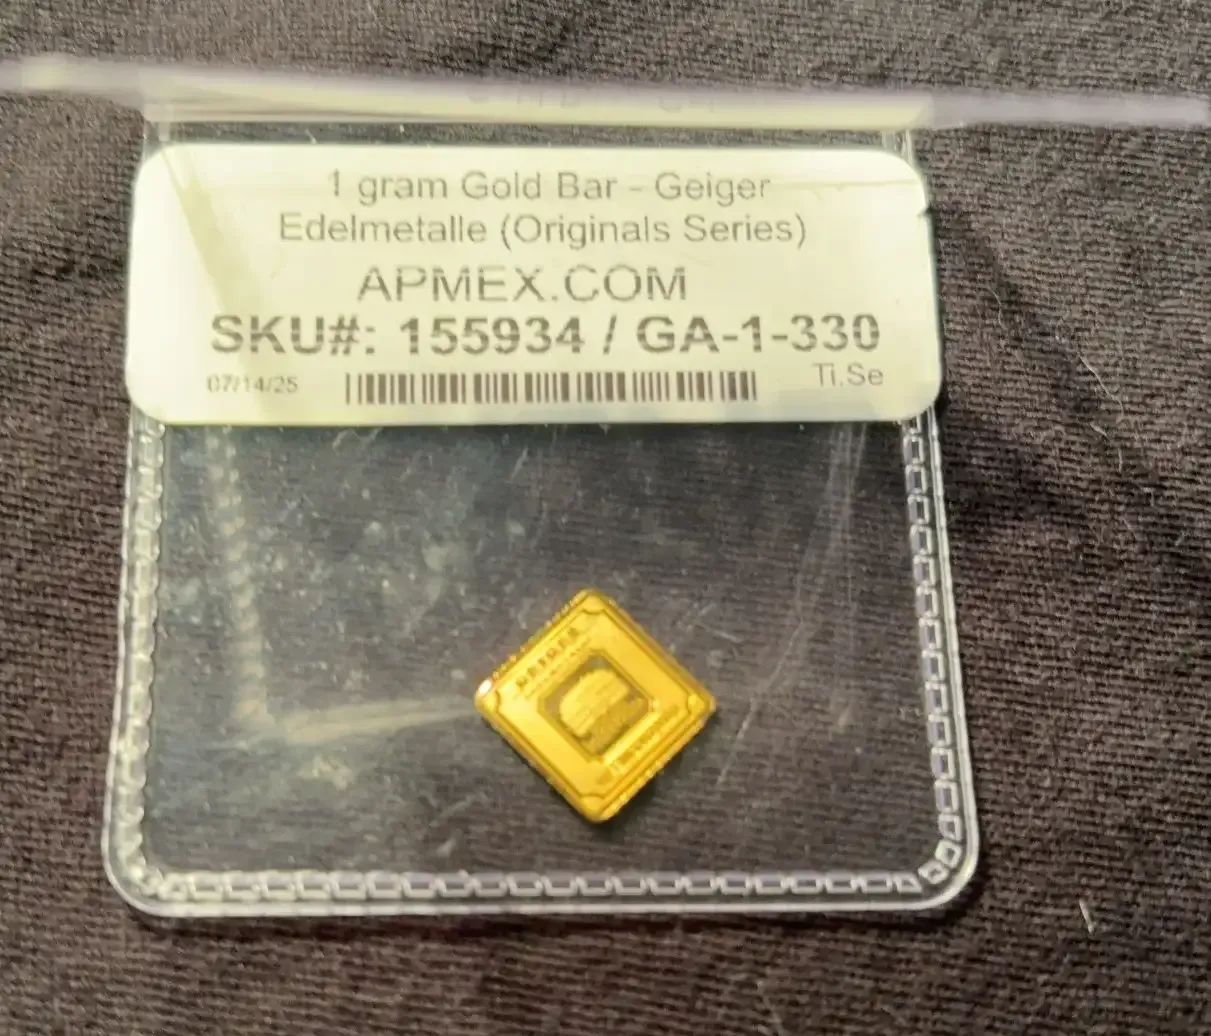 1 gram Gold Bar - Geiger
Edelmetalle (Originals Series)
APMEX.COM
SKU#: 155934 / GA-1-330
07/14/25
Ti.Se